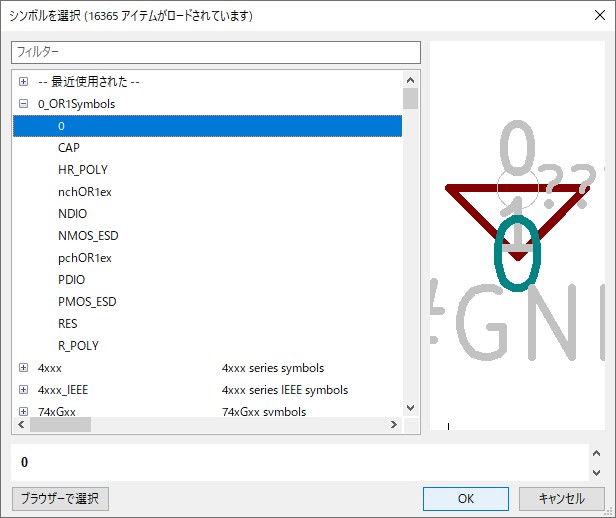 シンボルを選択 (16365 アイテムがロードされています)
フィルター
-- 最近使用された --
0_OR1Symbols
0
CAP
HR_POLY
nchOR1ex
NDIO
NMOS_ESD
pchOR1ex
PDIO
PMOS_ESD
RES
R_POLY
4xxx 4xxx series symbols
4xxx_IEEE 4xxx series IEEE symbols
74xGxx 74xGxx symbols
0
??
1
0
#GN
0
ブラウザーで選択
OK
キャンセル